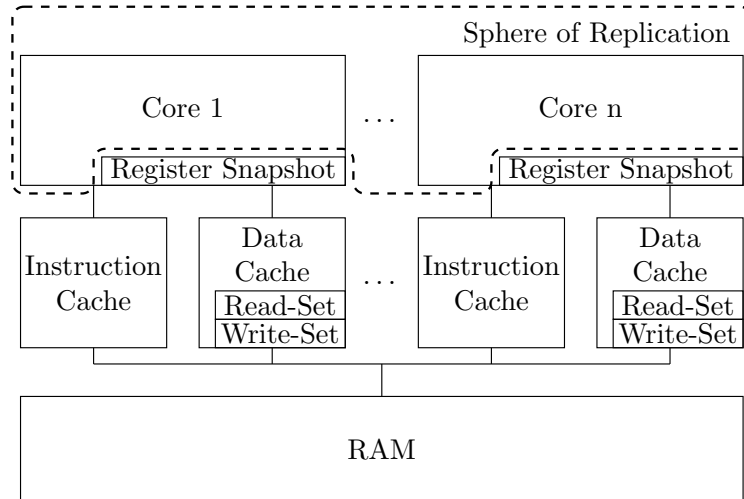 Sphere of Replication
Core 1
...
Core n
Register Snapshot
Register Snapshot
Instruction
Cache
Data
Cache
Read-Set
Write-Set
...
Instruction
Cache
Data
Cache
Read-Set
Write-Set
RAM